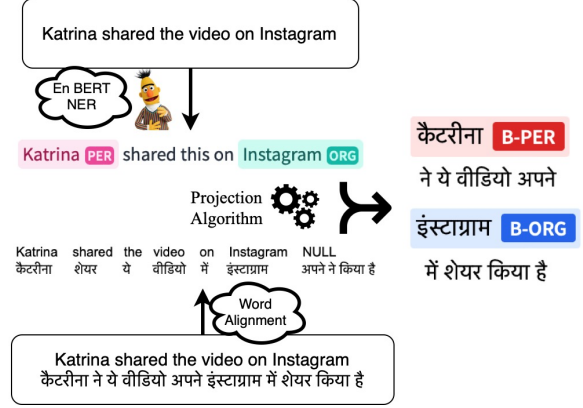 Katrina shared the video on Instagram
En BERT
NER
Katrina PER shared this on Instagram ORG
Projection
Algorithm
Katrina shared the video on Instagram NULL
कैटरीना शेयर ये वीडियो में इंस्टाग्राम अपने ने किया है
Word
Alignment
Katrina shared the video on Instagram
कैटरीना ने ये वीडियो अपने इंस्टाग्राम में शेयर किया है
कैटरीना B-PER
ने ये वीडियो अपने
इंस्टाग्राम B-ORG
में शेयर किया है